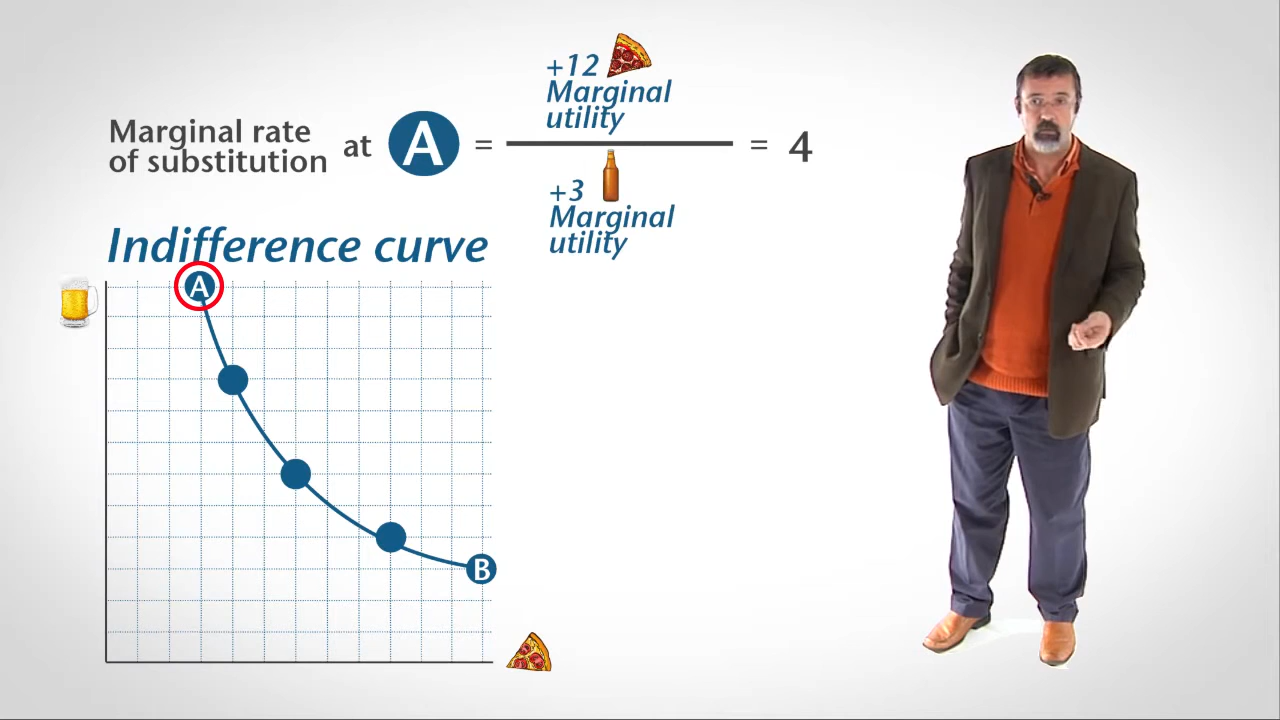 +12
Marginal
utility
Marginal rate
of substitution
at A = = 4
+3
Marginal
utility
Indifference curve
A
B